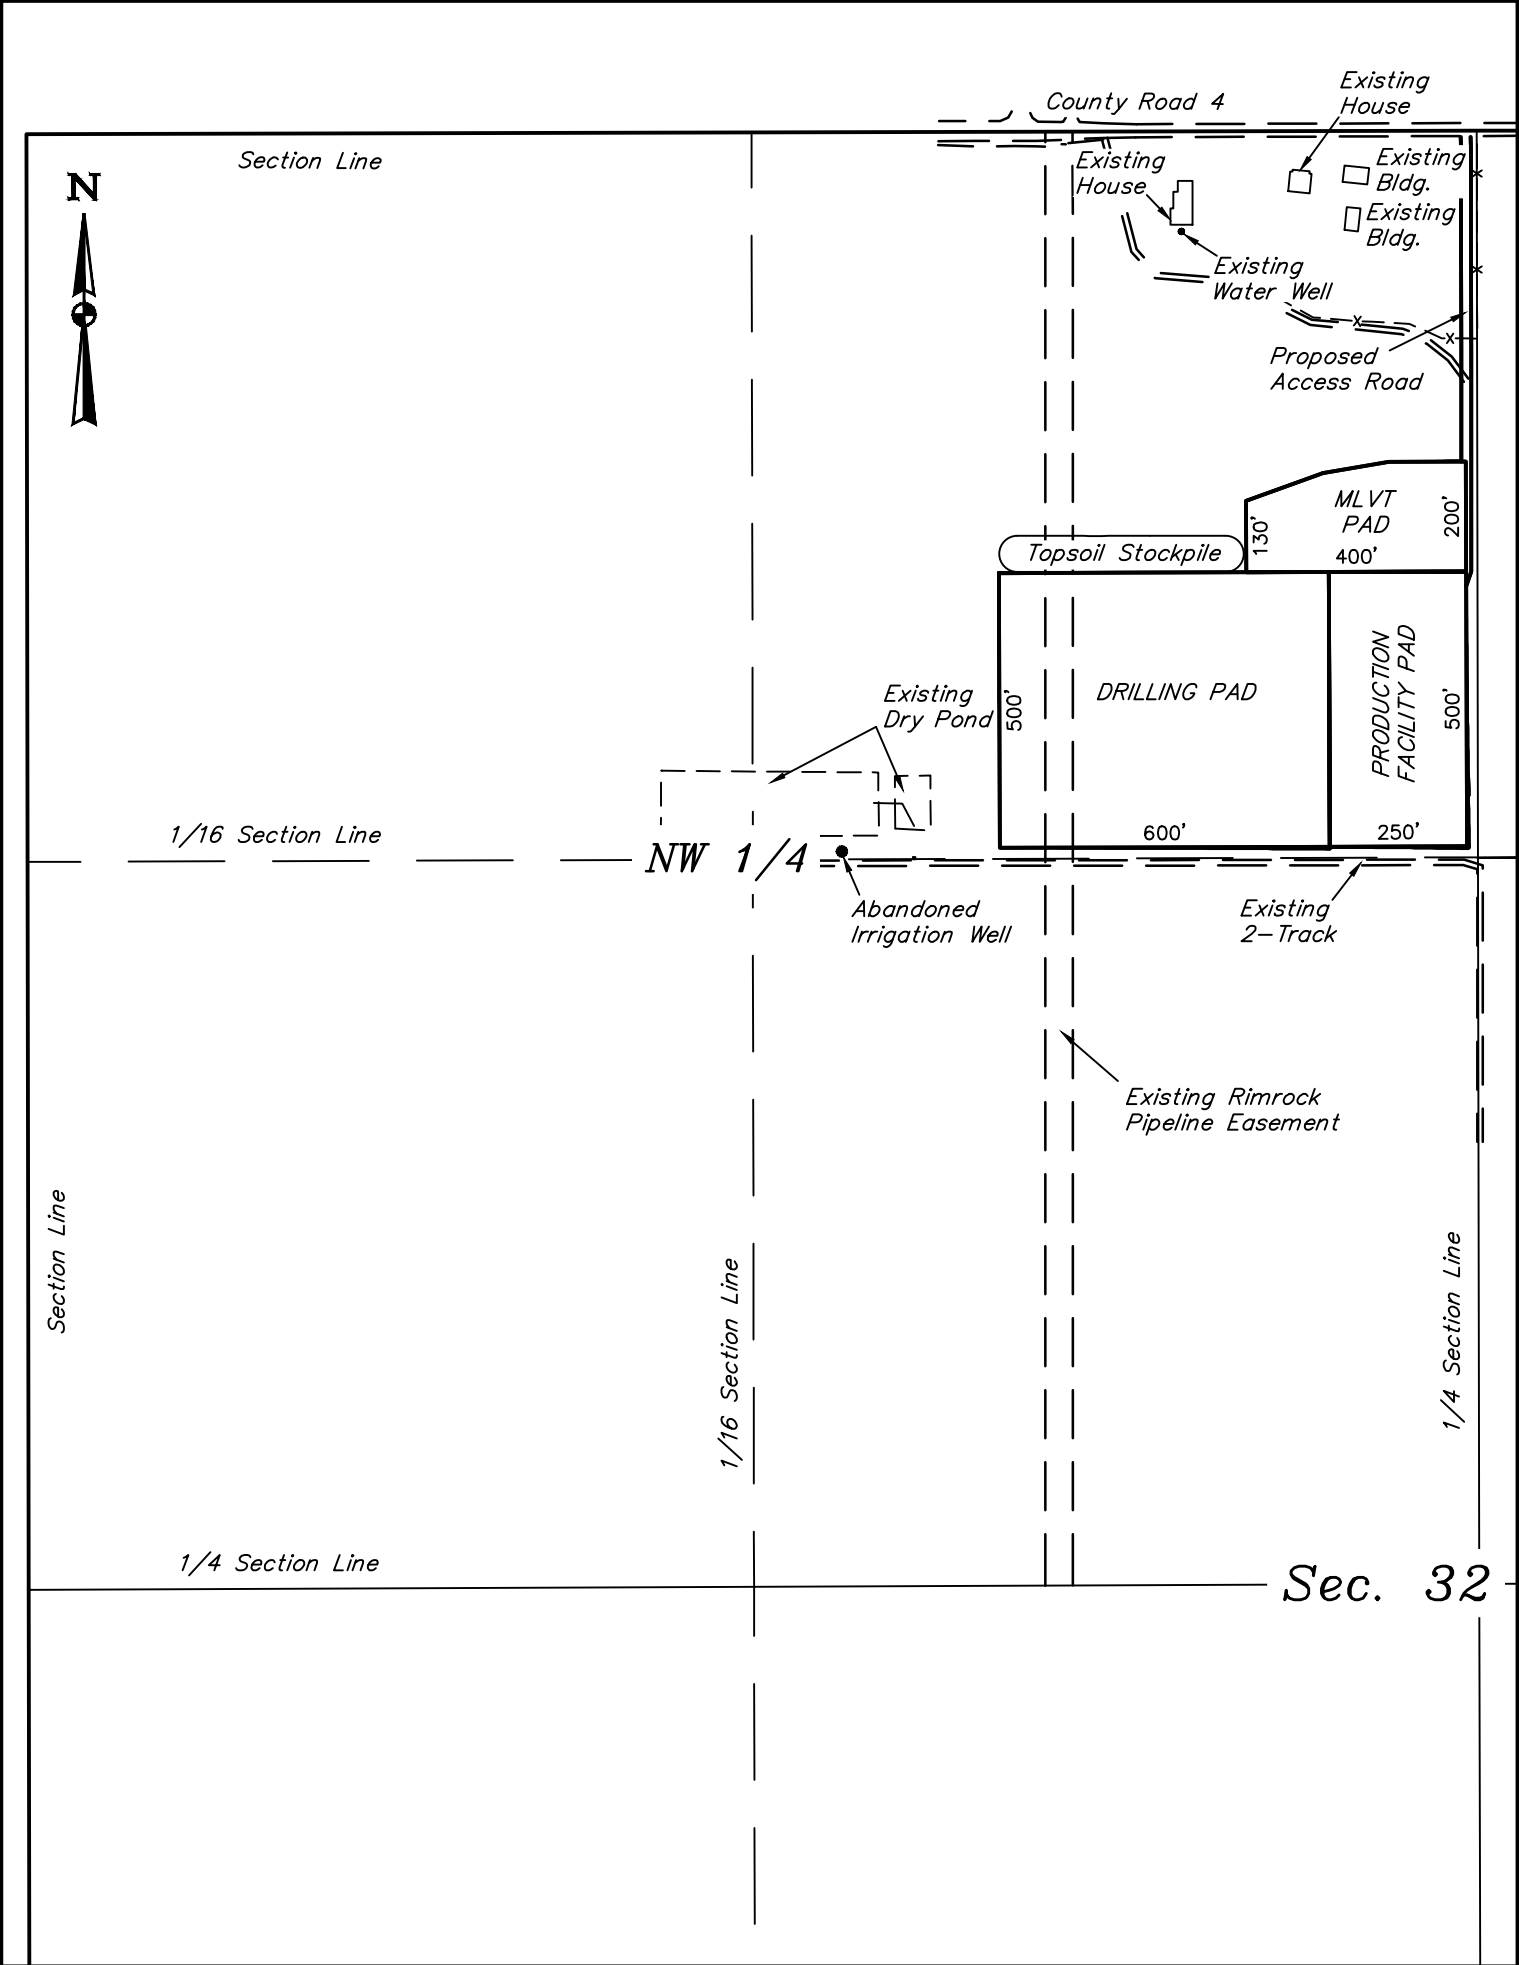 County Road 4
Existing
House
Section Line
N
Existing
House
Existing
Bldg.
Existing
Bldg.
Existing
Water Well
Proposed
Access Road
MLVT
PAD
130'
200'
400'
Topsoil Stockpile
DRILLING PAD
500'
600'
PRODUCTION
FACILITY PAD
500'
250'
Existing
Dry Pond
1/16 Section Line
NW 1/4
Abandoned
Irrigation Well
Existing
2-Track
Existing Rimrock
Pipeline Easement
Section Line
1/16 Section Line
1/4 Section Line
1/4 Section Line
Sec. 32